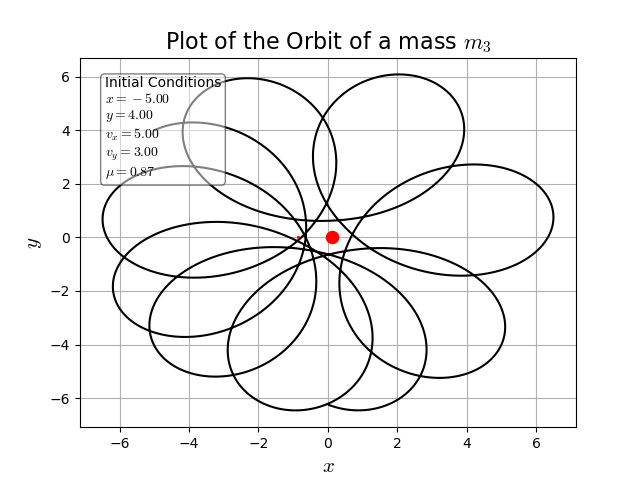 Plot of the Orbit of a mass m₃
Initial Conditions
x = −5.00
y = 4.00
vₓ = 5.00
v_y = 3.00
μ = 0.87
6
4
2
0
−2
−4
−6
y
−6 −4 −2 0 2 4 6
x